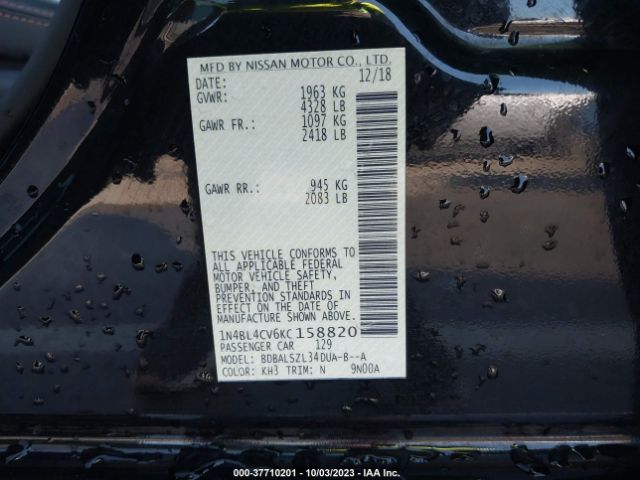 MFD BY NISSAN MOTOR CO., LTD.
DATE: 12/18
GVWR: 1963 KG
4328 LB
GAWR FR.: 1097 KG
2418 LB
GAWR RR.: 945 KG
2083 LB
THIS VEHICLE CONFORMS TO
ALL APPLICABLE FEDERAL
MOTOR VEHICLE SAFETY,
BUMPER, AND THEFT
PREVENTION STANDARDS IN
EFFECT ON THE DATE OF
MANUFACTURE SHOWN ABOVE.
1N4BL4CV6KC158820
PASSENGER CAR 129
MODEL: BDBALSZL34DUA-B--A
COLOR: KH3 TRIM: N 9N00A
000-37710201 - 10/03/2023 - IAA Inc.